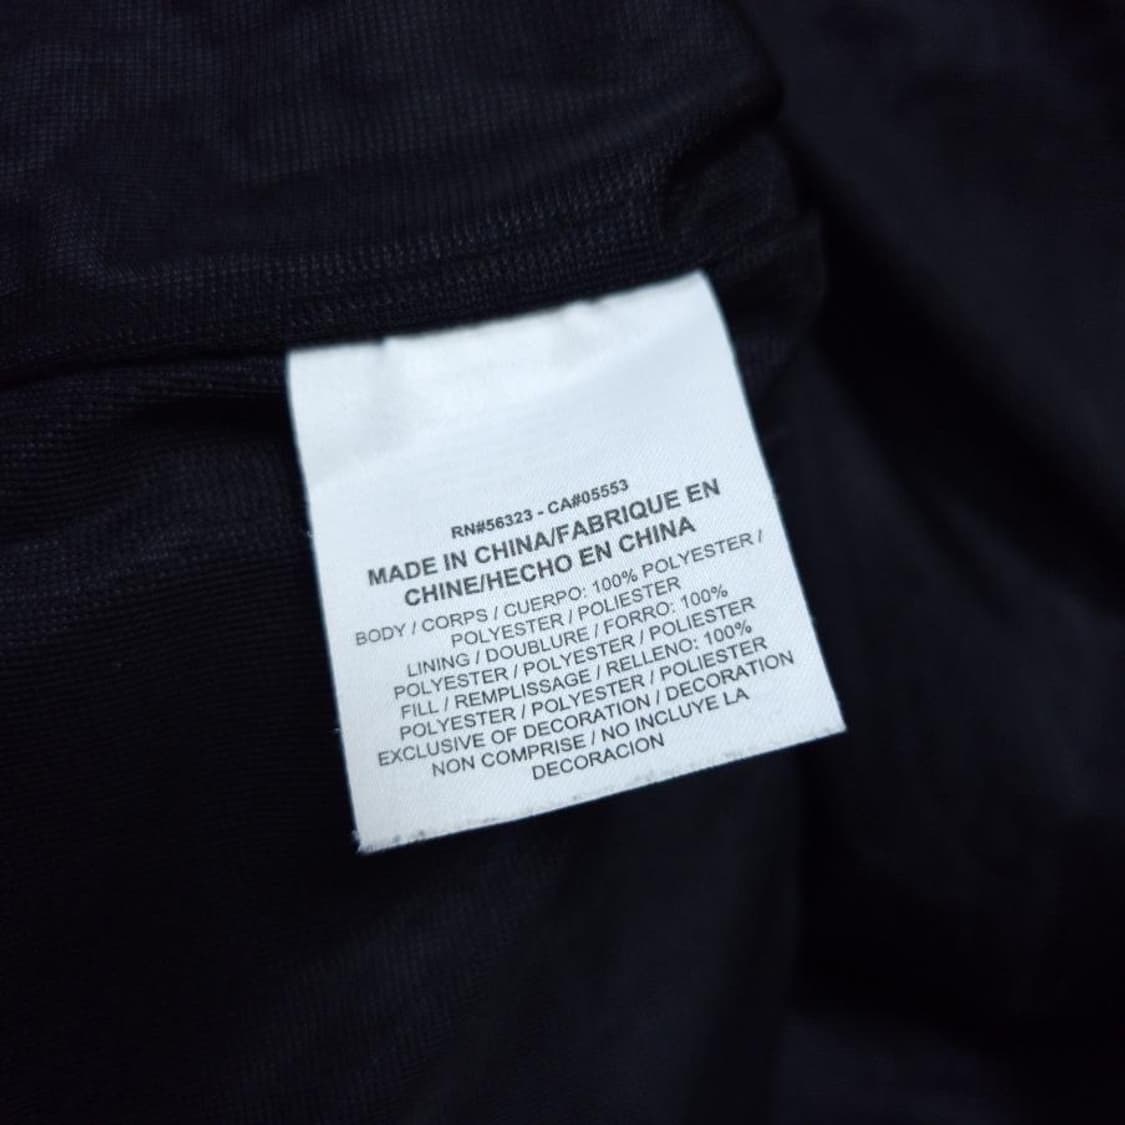 RN#56323 - CA#05553
MADE IN CHINA/FABRIQUE EN
CHINE/HECHO EN CHINA
BODY / CORPS / CUERPO: 100% POLYESTER /
POLYESTER / POLIESTER
LINING / DOUBLURE / FORRO: 100%
POLYESTER / POLYESTER / POLIESTER
FILL / REMPLISSAGE / RELLENO: 100%
POLYESTER / POLYESTER / POLIESTER
EXCLUSIVE OF DECORATION / DECORATION
NON COMPRISE / NO INCLUYE LA
DECORACION